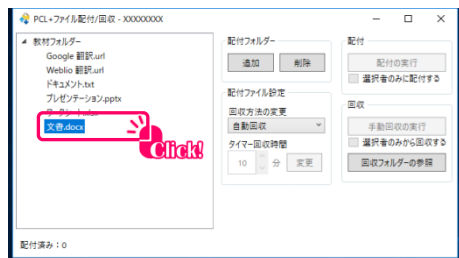 PCL+ファイル配付/回収 - XXXXXXXX
教材フォルダー
Google 翻訳.url
Weblio 翻訳.url
ドキュメント.txt
プレゼンテーション.pptx
文書.docx
Click!
配付済み：0
配付フォルダー
追加
削除
配付ファイル設定
回収方法の変更
自動回収
タイマー回収時間
10 分 変更
配付
配付の実行
選択者のみに配付する
回収
手動回収の実行
選択者のみから回収する
回収フォルダーの参照